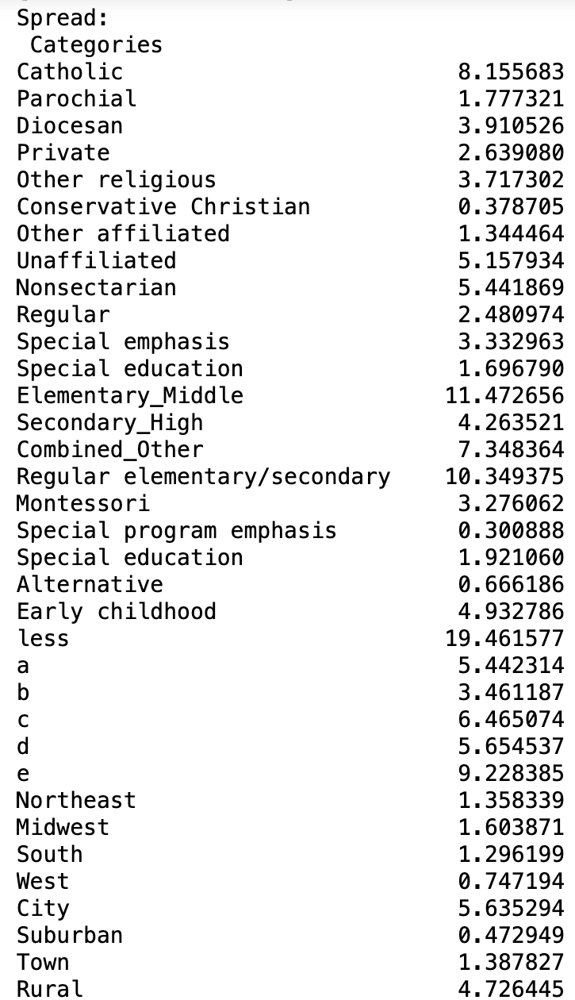 Spread:
Categories
Catholic 8.155683
Parochial 1.777321
Diocesan 3.910526
Private 2.639080
Other religious 3.717302
Conservative Christian 0.378705
Other affiliated 1.344464
Unaffiliated 5.157934
Nonsectarian 5.441869
Regular 2.480974
Special emphasis 3.332963
Special education 1.696790
Elementary_Middle 11.472656
Secondary_High 4.263521
Combined_Other 7.348364
Regular elementary/secondary 10.349375
Montessori 3.276062
Special program emphasis 0.300888
Special education 1.921060
Alternative 0.666186
Early childhood 4.932786
less 19.461577
a 5.442314
b 3.461187
c 6.465074
d 5.654537
e 9.228385
Northeast 1.358339
Midwest 1.603871
South 1.296199
West 0.747194
City 5.635294
Suburban 0.472949
Town 1.387827
Rural 4.726445